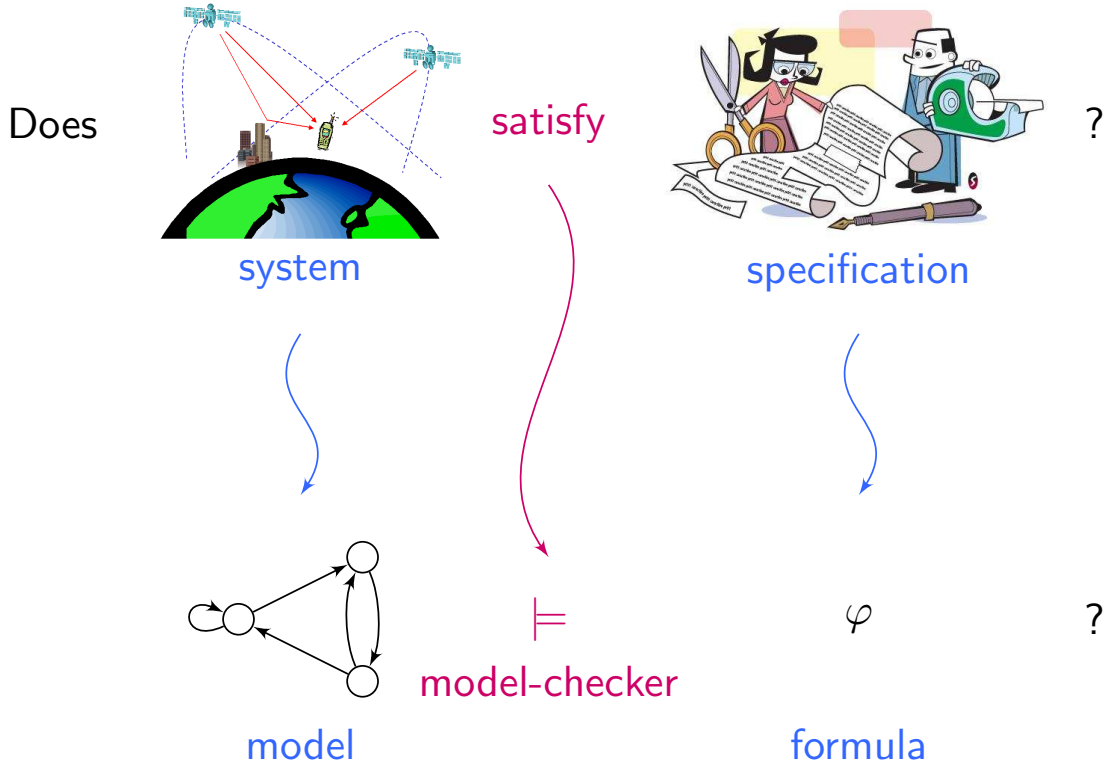 Does
satisfy
?
system
specification
⊨
φ
?
model-checker
model
formula